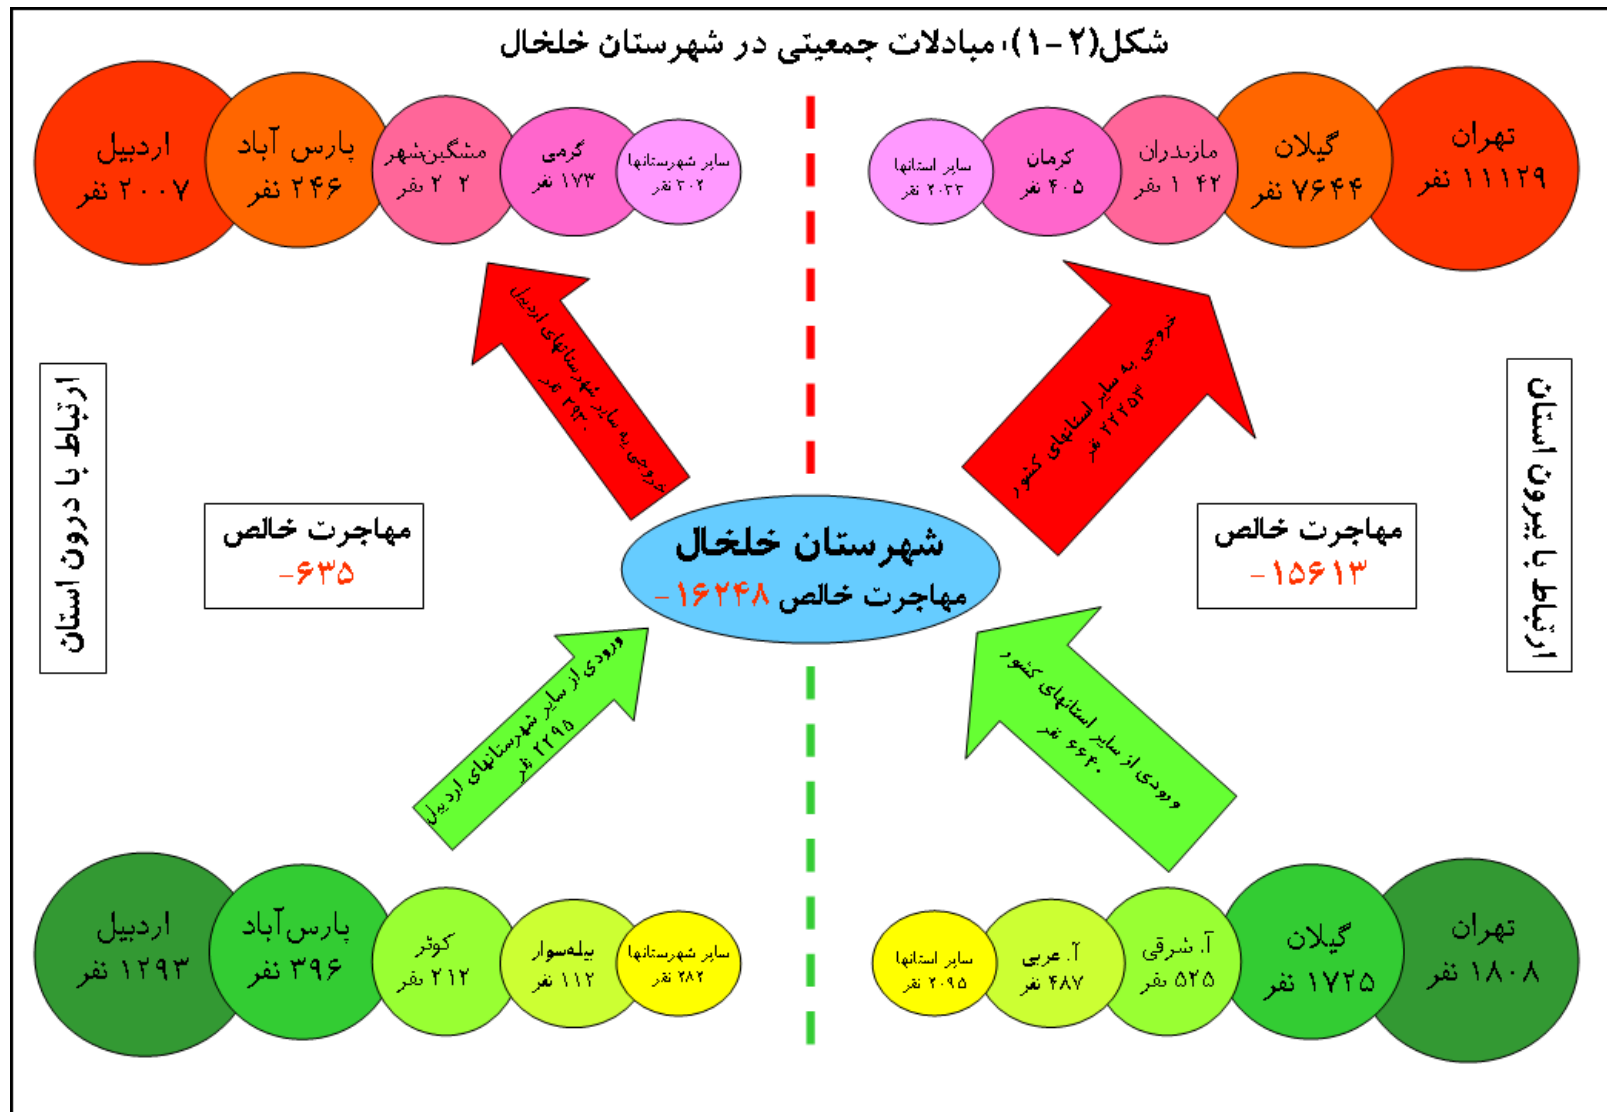 شکل(۲-۱)، مبادلات جمعیتی در شهرستان خلخال
تهران
۱۱۱۲۹ نفر
گیلان
۷۶۴۴ نفر
مازندران
۱۰۴۲ نفر
کرمان
۴۰۵ نفر
سایر استانها
۲۰۳۳ نفر
سایر شهرستانها
۳۰۲ نفر
گرمی
۱۷۳ نفر
مشگین‌شهر
۲۰۲ نفر
پارس آباد
۲۴۶ نفر
اردبیل
۲۰۰۷ نفر
خروجی به سایر استانهای کشور
۲۲۲۵۳ نفر
خروجی به سایر شهرستانهای اردبیل
۲۹۳۰ نفر
ارتباط با بیرون استان
مهاجرت خالص
-۱۵۶۱۳
شهرستان خلخال
مهاجرت خالص ۱۶۲۴۸-
مهاجرت خالص
-۶۳۵
ارتباط با درون استان
ورودی از سایر استانهای کشور
۶۶۴۰ نفر
ورودی از سایر شهرستانهای اردبیل
۲۲۹۵ نفر
تهران
۱۸۰۸ نفر
گیلان
۱۷۲۵ نفر
آ. شرقی
۵۲۵ نفر
آ. غربی
۴۸۷ نفر
سایر استانها
۲۰۹۵ نفر
سایر شهرستانها
۲۸۲ نفر
بیله‌سوار
۱۱۲ نفر
کوثر
۲۱۲ نفر
پارس‌آباد
۳۹۶ نفر
اردبیل
۱۲۹۳ نفر